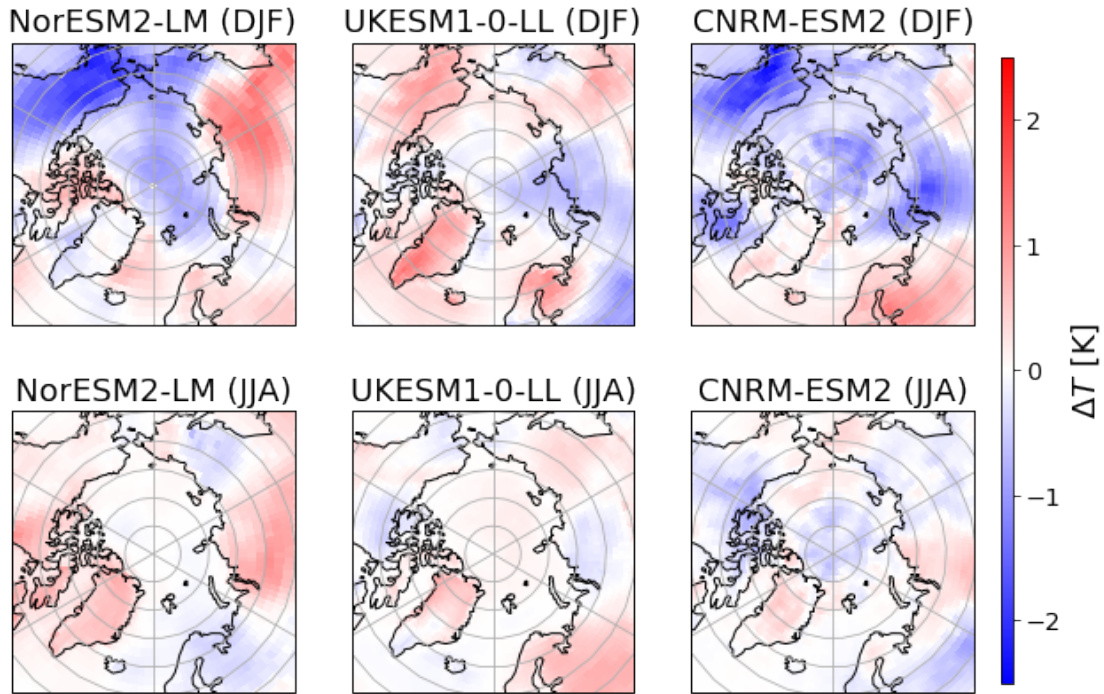 NorESM2-LM (DJF) UKESM1-0-LL (DJF) CNRM-ESM2 (DJF)
2
1
0
−1
−2
ΔT [K]
NorESM2-LM (JJA) UKESM1-0-LL (JJA) CNRM-ESM2 (JJA)